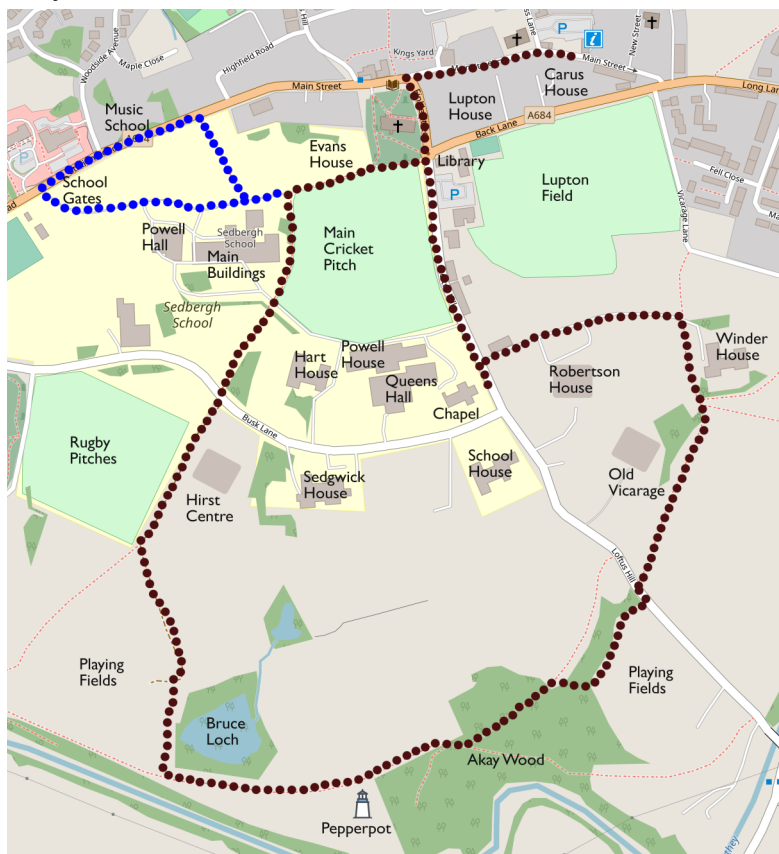 Woodside Avenue
Maple Close
Highfield Road
Kings Yard
P
i
New Street
Main Street
Main Street
Carus
House
Music
School
Lupton
House
A684
Long Lan
Back Lane
Evans
House
Library
P
School
Gates
P
Fell Close
Lupton
Field
Vicarage Lane
Powell
Hall
Sedbergh
School
Main
Buildings
Main
Cricket
Pitch
Sedbergh
School
Hart
House
Powell
House
Queens
Hall
Chapel
Robertson
House
Winder
House
Busk Lane
Rugby
Pitches
Hirst
Centre
Sedgwick
House
School
House
Old
Vicarage
Loftus Hill
Playing
Fields
Playing
Fields
Bruce
Loch
Akay Wood
Pepperpot